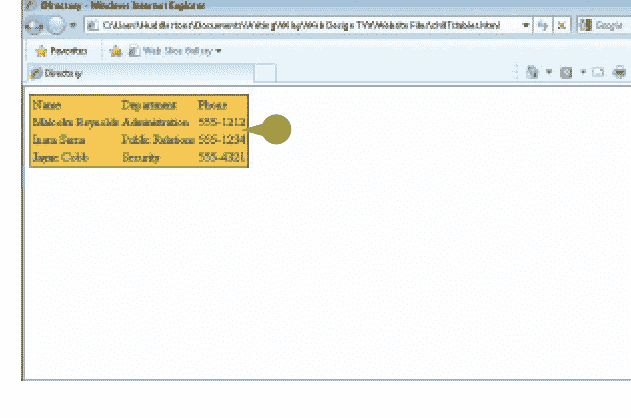 Directory - Windows Internet Explorer
Google
Favorites Web Slice Gallery
Directory
Name Department Phone
Malcolm Reynolds Administration 555-1212
Inara Serra Public Relations 555-1234
Jayne Cobb Security 555-4321